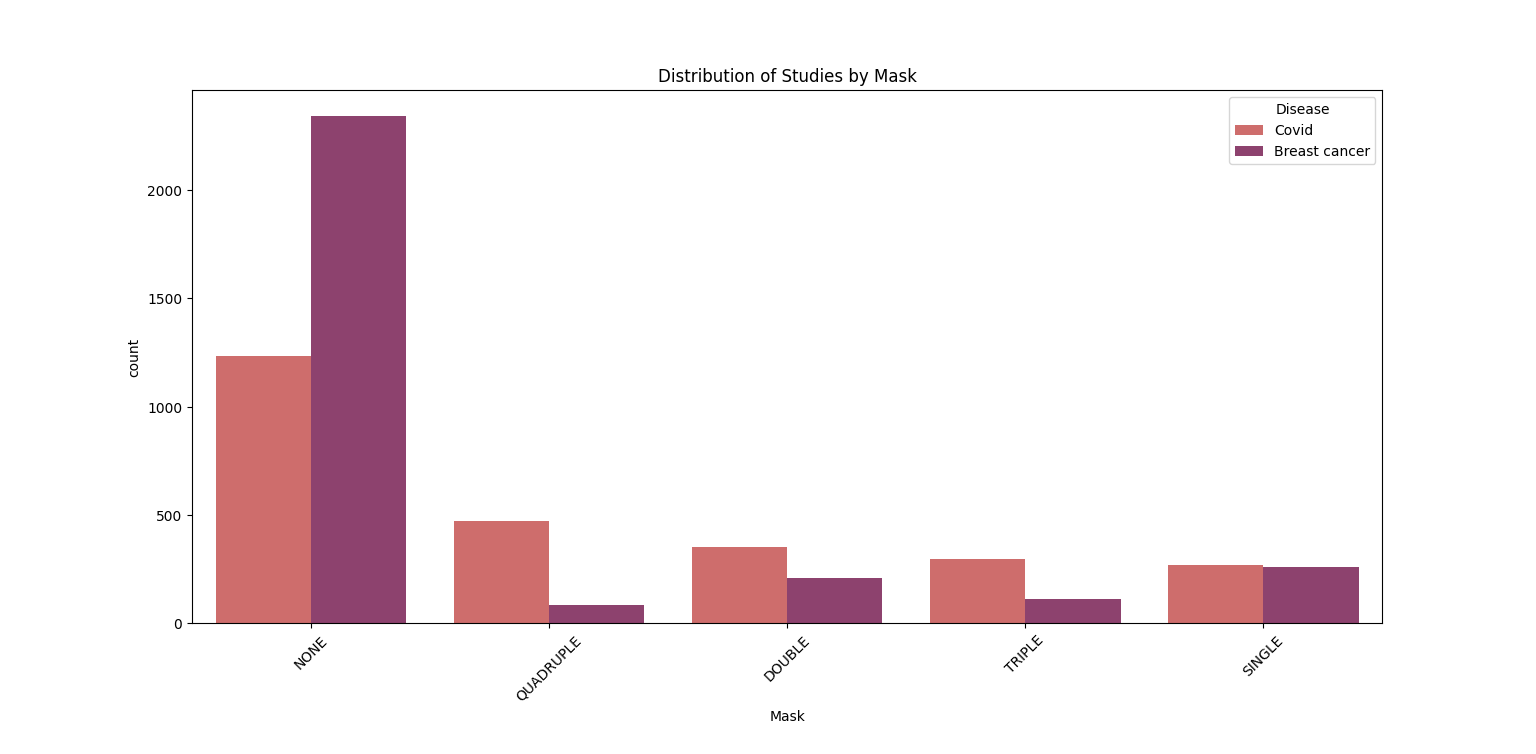 Distribution of Studies by Mask
Disease
Covid
Breast cancer
count
2000
1500
1000
500
0
NONE
QUADRUPLE
DOUBLE
TRIPLE
SINGLE
Mask